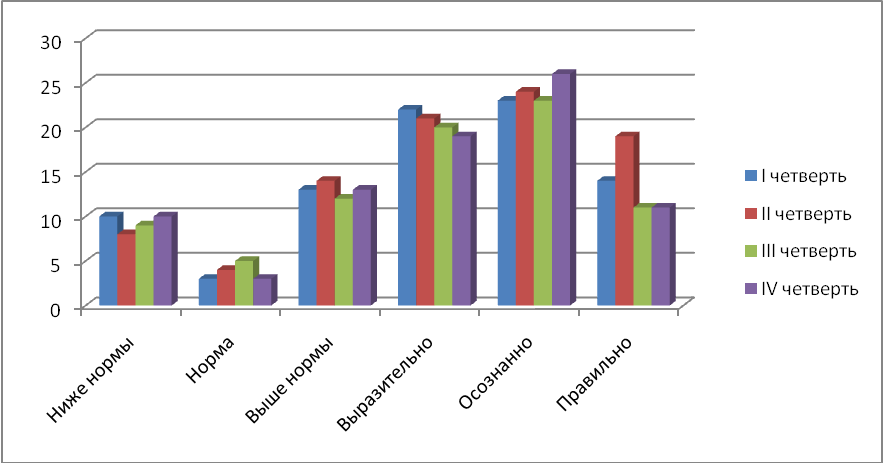 30
25
20
15
10
5
0
Ниже нормы
Норма
Выше нормы
Выразительно
Осознанно
Правильно
I четверть
II четверть
III четверть
IV четверть